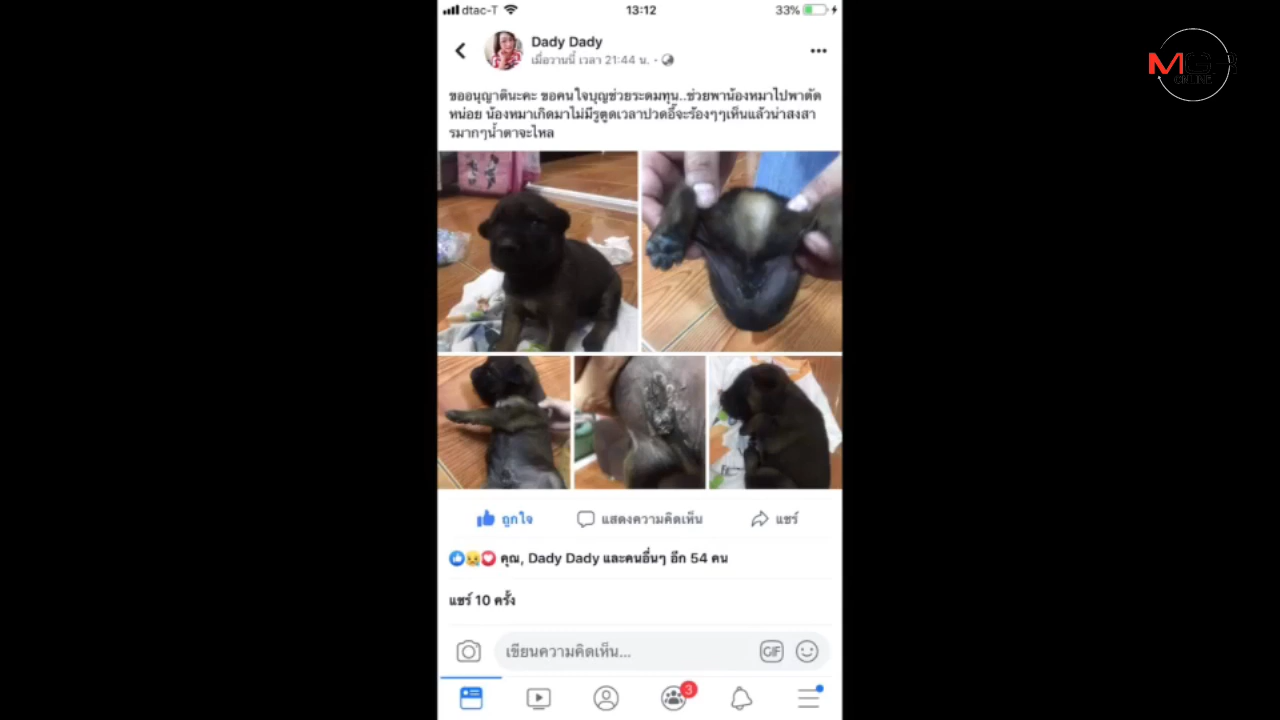 dtac-T 13:12 33%
Dady Dady
เมื่อวานนี้ เวลา 21:44 น. ·
ขออนุญาตินะคะ ขอคนใจบุญช่วยระดมทุน..ช่วยพาน้องหมาไปพาตัด
หน่อย น้องหมาเกิดมาไม่มีรูตูดเวลาปวดอึ้จะร้องๆๆเห็นแล้วน่าสงสา
รมากๆน้ำตาจะไหล
MGR
ONLINE
ถูกใจ แสดงความคิดเห็น แชร์
คุณ, Dady Dady และคนอื่นๆ อีก 54 คน
แชร์ 10 ครั้ง
เขียนความคิดเห็น... GIF
3